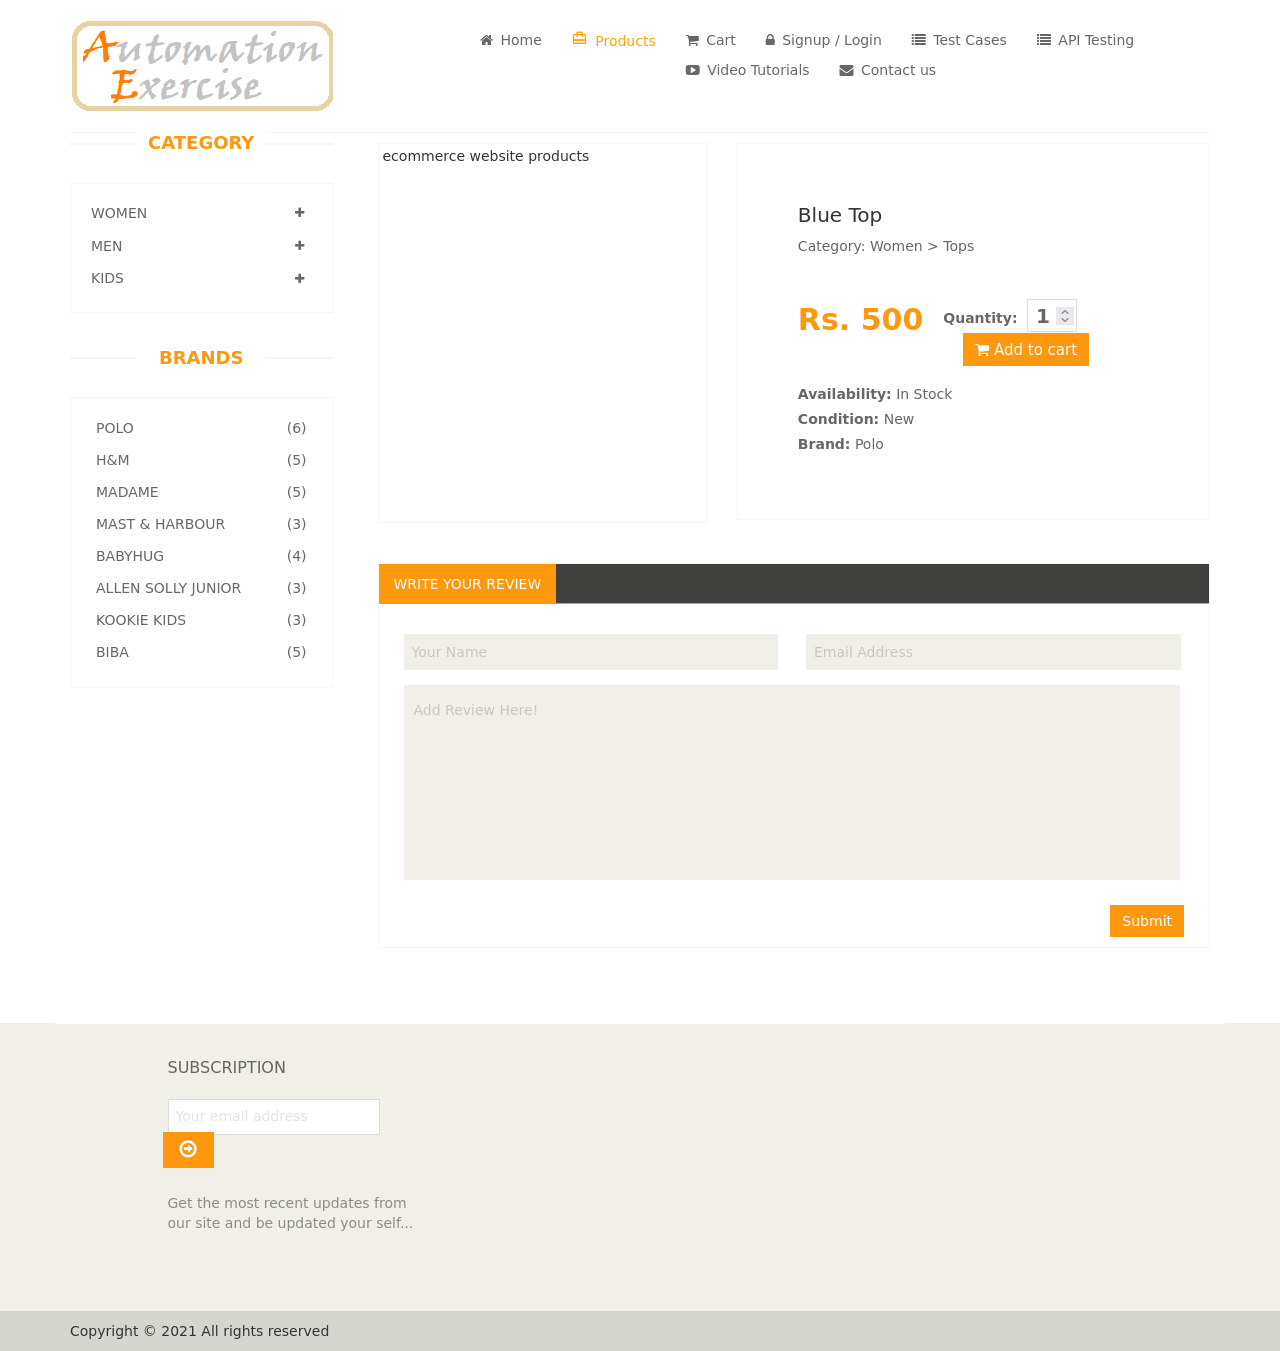 Automation
Exercise
Home
Products
Cart
Signup / Login
Test Cases
API Testing
Video Tutorials
Contact us
CATEGORY
WOMEN
MEN
KIDS
BRANDS
POLO (6)
H&M (5)
MADAME (5)
MAST & HARBOUR (3)
BABYHUG (4)
ALLEN SOLLY JUNIOR (3)
KOOKIE KIDS (3)
BIBA (5)
ecommerce website products
Blue Top
Category: Women > Tops
Rs. 500
Quantity: 1
Add to cart
Availability: In Stock
Condition: New
Brand: Polo
WRITE YOUR REVIEW
Your Name
Email Address
Add Review Here!
Submit
SUBSCRIPTION
Your email address
Get the most recent updates from
our site and be updated your self...
Copyright © 2021 All rights reserved